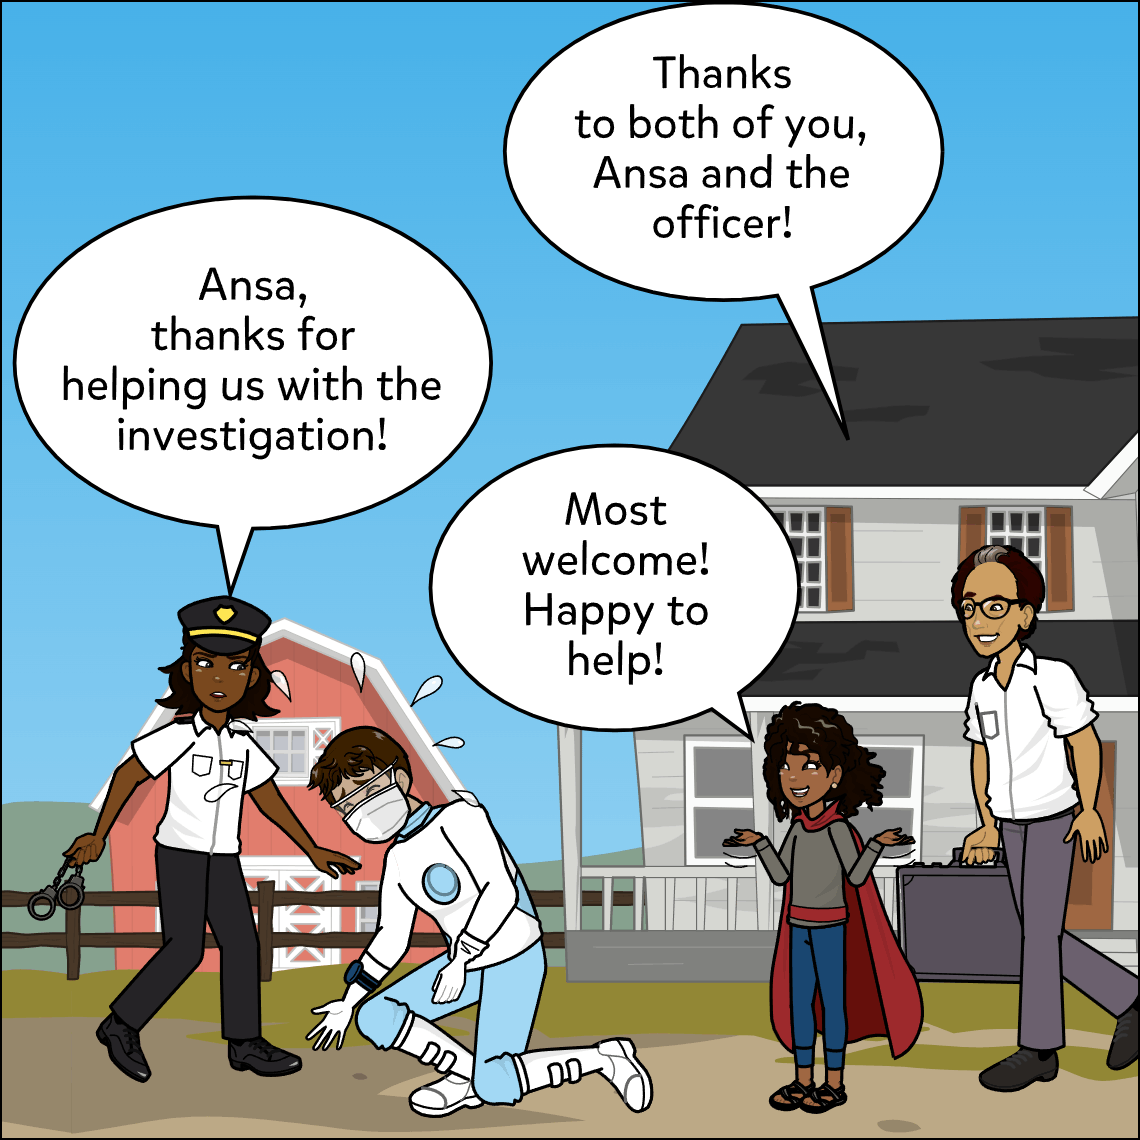 Thanks
to both of you,
Ansa and the
officer!
Ansa,
thanks for
helping us with the
investigation!
Most
welcome!
Happy to
help!